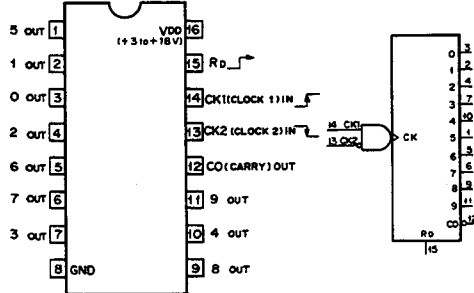 5 OUT 1
1 OUT 2
0 OUT 3
2 OUT 4
6 OUT 5
7 OUT 6
3 OUT 7
8 GND
VDD 16
(+3 to +18V)
15 RD
14 CK1(CLOCK 1) IN
13 CK2 (CLOCK 2) IN
12 CO(CARRY) OUT
11 9 OUT
10 4 OUT
9 8 OUT
14 CK1
13 CK2
CK
0 3
1 2
2 4
3 7
4 10
5 1
6 5
7 6
8 9
9 11
CO 12
RD
15